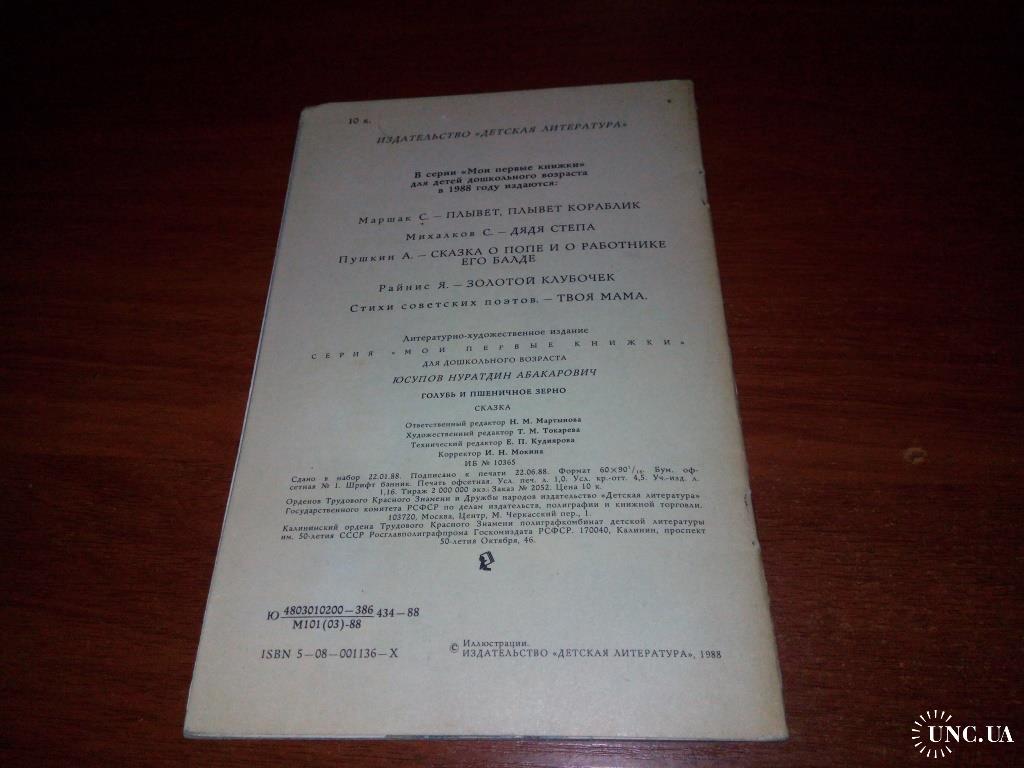 10 к.
ИЗДАТЕЛЬСТВО «ДЕТСКАЯ ЛИТЕРАТУРА»
В серии «Мои первые книжки»
для детей дошкольного возраста
в 1988 году издаются:
Маршак С. — ПЛЫВЕТ, ПЛЫВЕТ КОРАБЛИК
Михалков С. — ДЯДЯ СТЕПА
Пушкин А. — СКАЗКА О ПОПЕ И О РАБОТНИКЕ
ЕГО БАЛДЕ
Райнис Я. — ЗОЛОТОЙ КЛУБОЧЕК
Стихи советских поэтов. — ТВОЯ МАМА.
Литературно-художественное издание
СЕРИЯ «МОИ ПЕРВЫЕ КНИЖКИ»
ДЛЯ ДОШКОЛЬНОГО ВОЗРАСТА
ЮСУПОВ НУРАТДИН АБАКАРОВИЧ
ГОЛУБЬ И ПШЕНИЧНОЕ ЗЕРНО
СКАЗКА
Ответственный редактор Н. М. Мартынова
Художественный редактор Т. М. Токарева
Технический редактор Е. П. Кудиярова
Корректор И. Н. Мокина
ИБ № 10365
Сдано в набор 22.01.88. Подписано к печати 22.06.88. Формат 60×90¹/₁₆. Бум. оф-
сетная № 1. Шрифт банник. Печать офсетная. Усл. печ. л. 1,0. Усл. кр.-отт. 4,5. Уч.-изд. л.
1,16. Тираж 2 000 000 экз. Заказ № 2052. Цена 10 к.
Орденов Трудового Красного Знамени и Дружбы народов издательство «Детская литература»
Государственного комитета РСФСР по делам издательств, полиграфии и книжной торговли.
103720, Москва, Центр, М. Черкасский пер., 1.
Калининский ордена Трудового Красного Знамени полиграфкомбинат детской литературы
им. 50-летия СССР Росглавполиграфпрома Госкомиздата РСФСР. 170040, Калинин, проспект
50-летия Октября, 46.
Ю 4803010200—386 434—88
М101(03)-88
ISBN 5—08—001136—X
© Иллюстрации.
ИЗДАТЕЛЬСТВО «ДЕТСКАЯ ЛИТЕРАТУРА», 1988
UNC.UA